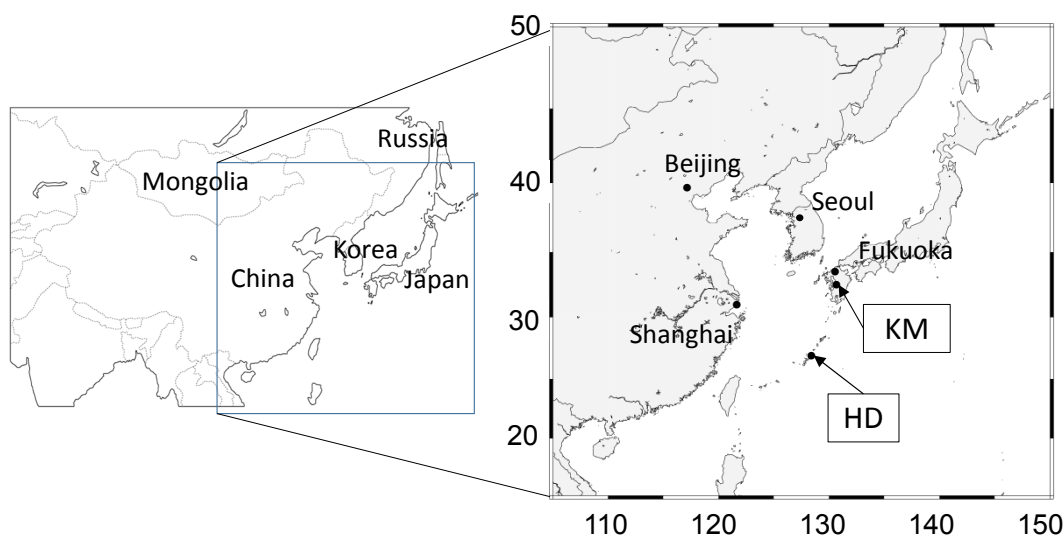 Russia
Mongolia
Korea
China
Japan
50
40
30
20
Beijing
Seoul
Fukuoka
KM
Shanghai
HD
110
120
130
140
150